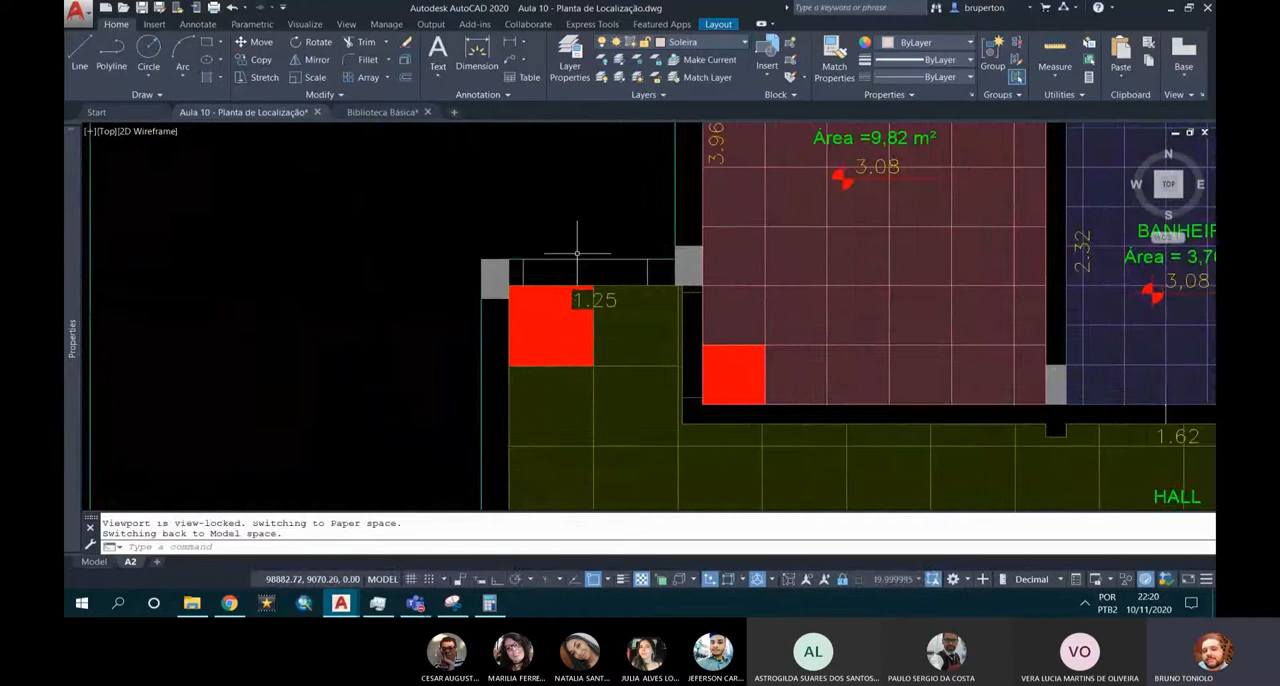 Autodesk AutoCAD 2020 Aula 10 - Planta de Localização.dwg
Type a keyword or phrase
bruperton
Home Insert Annotate Parametric View Manage Output Add-ins Collaborate Express Tools Featured Apps Layout
Line Polyline Circle Arc
Move Rotate Trim
Copy Mirror Fillet
Stretch Scale Array
Text Dimension Table
Layer Properties
Soleira
Make Current
Match Layer
Insert
Match Properties
ByLayer
ByLayer
ByLayer
Group
Measure
Paste
Base
Draw Modify Annotation Layers Block Properties Groups Utilities Clipboard View
Start Aula 10 - Planta de Localização* Biblioteca Básica*
[−][Top][2D Wireframe]
3.96
Área =9,82 m²
3.08
N
W TOP E
S
2.32
BANHEIR
Área = 3,7
3,08
1.25
1.62
HALL
Properties
Viewport is view-locked. Switching to Paper space.
Switching back to Model space.
Type a command
Model A2
98882.72, 9070.20, 0.00 MODEL
19.999995
Decimal
POR
PTB2
22:20
10/11/2020
AL
VO
CESAR AUGUST...
MARILIA FERRE...
NATALIA SANT...
JULIA ALVES LO...
JEFERSON CAR...
ASTROGILDA SUARES DOS SANTOS...
PAULO SERGIO DA COSTA
VERA LUCIA MARTINS DE OLIVEIRA
BRUNO TONIOLO